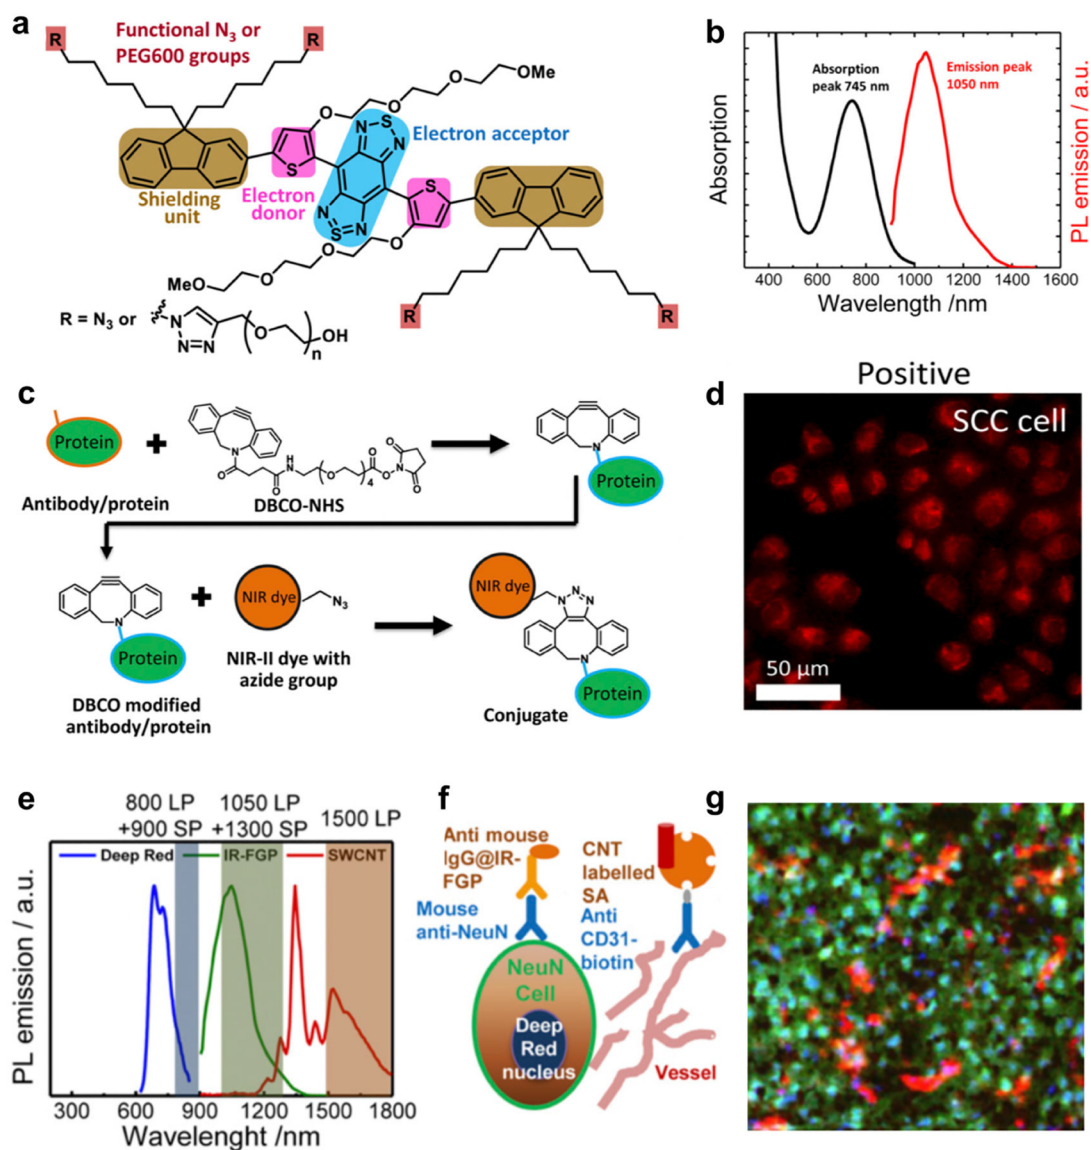 a
Functional N₃ or
PEG600 groups
R
R
OMe
O
O
O
O
S
N
N
Electron acceptor
S
Shielding
unit
Electron
donor
S
N
N
S
O
O
O
O
MeO
R
R
R = N₃ or
N
N=N
O
O
OH
n
b
Absorption
Absorption
peak 745 nm
Emission peak
1050 nm
PL emission / a.u.
400 600 800 1000 1200 1400 1600
Wavelength /nm
c
Protein
Antibody/protein
N
O
O
H
N
O
4
O
O
N
O
O
DBCO-NHS
N
Protein
N
Protein
DBCO modified
antibody/protein
NIR dye
N₃
NIR-II dye with
azide group
NIR dye
N
N
N
N
Protein
Conjugate
Positive
d
SCC cell
50 µm
e
800 LP
+900 SP
1050 LP
+1300 SP
1500 LP
Deep Red
IR-FGP
SWCNT
PL emission / a.u.
300 600 900 1200 1500 1800
Wavelenght /nm
f
Anti mouse
IgG@IR-
FGP
Mouse
anti-NeuN
NeuN
Cell
Deep
Red
nucleus
CNT
labelled
SA
Anti
CD31-
biotin
Vessel
g